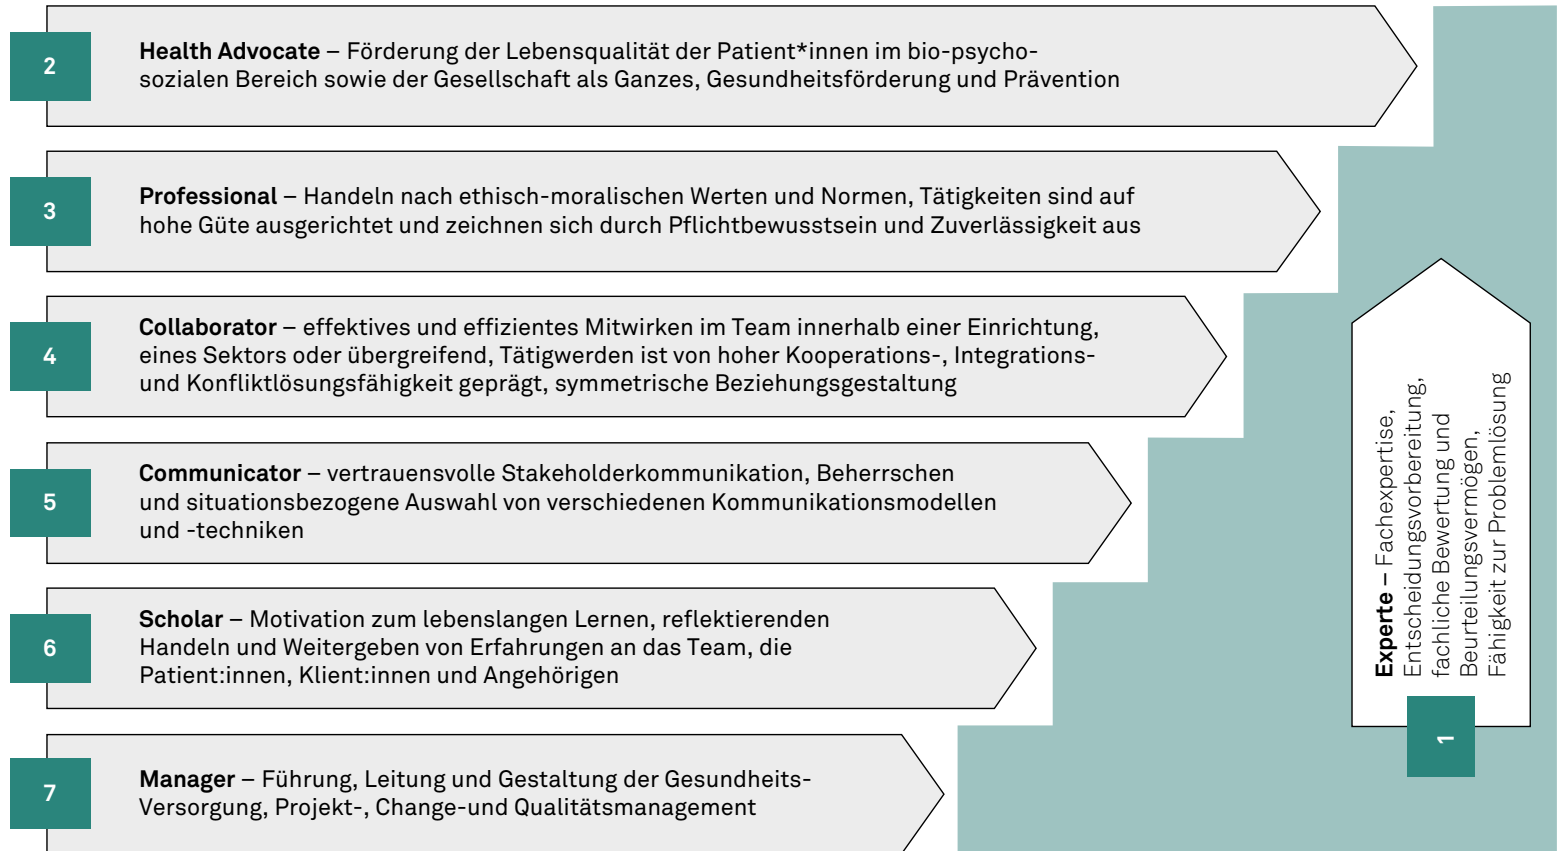 2
Health Advocate – Förderung der Lebensqualität der Patient*innen im bio-psycho-
sozialen Bereich sowie der Gesellschaft als Ganzes, Gesundheitsförderung und Prävention
3
Professional – Handeln nach ethisch-moralischen Werten und Normen, Tätigkeiten sind auf
hohe Güte ausgerichtet und zeichnen sich durch Pflichtbewusstsein und Zuverlässigkeit aus
4
Collaborator – effektives und effizientes Mitwirken im Team innerhalb einer Einrichtung,
eines Sektors oder übergreifend, Tätigwerden ist von hoher Kooperations-, Integrations-
und Konfliktlösungsfähigkeit geprägt, symmetrische Beziehungsgestaltung
5
Communicator – vertrauensvolle Stakeholderkommunikation, Beherrschen
und situationsbezogene Auswahl von verschiedenen Kommunikationsmodellen
und -techniken
6
Scholar – Motivation zum lebenslangen Lernen, reflektierenden
Handeln und Weitergeben von Erfahrungen an das Team, die
Patient:innen, Klient:innen und Angehörigen
7
Manager – Führung, Leitung und Gestaltung der Gesundheits-
Versorgung, Projekt-, Change-und Qualitätsmanagement
1
Experte – Fachexpertise,
Entscheidungsvorbereitung,
fachliche Bewertung und
Beurteilungsvermögen,
Fähigkeit zur Problemlösung